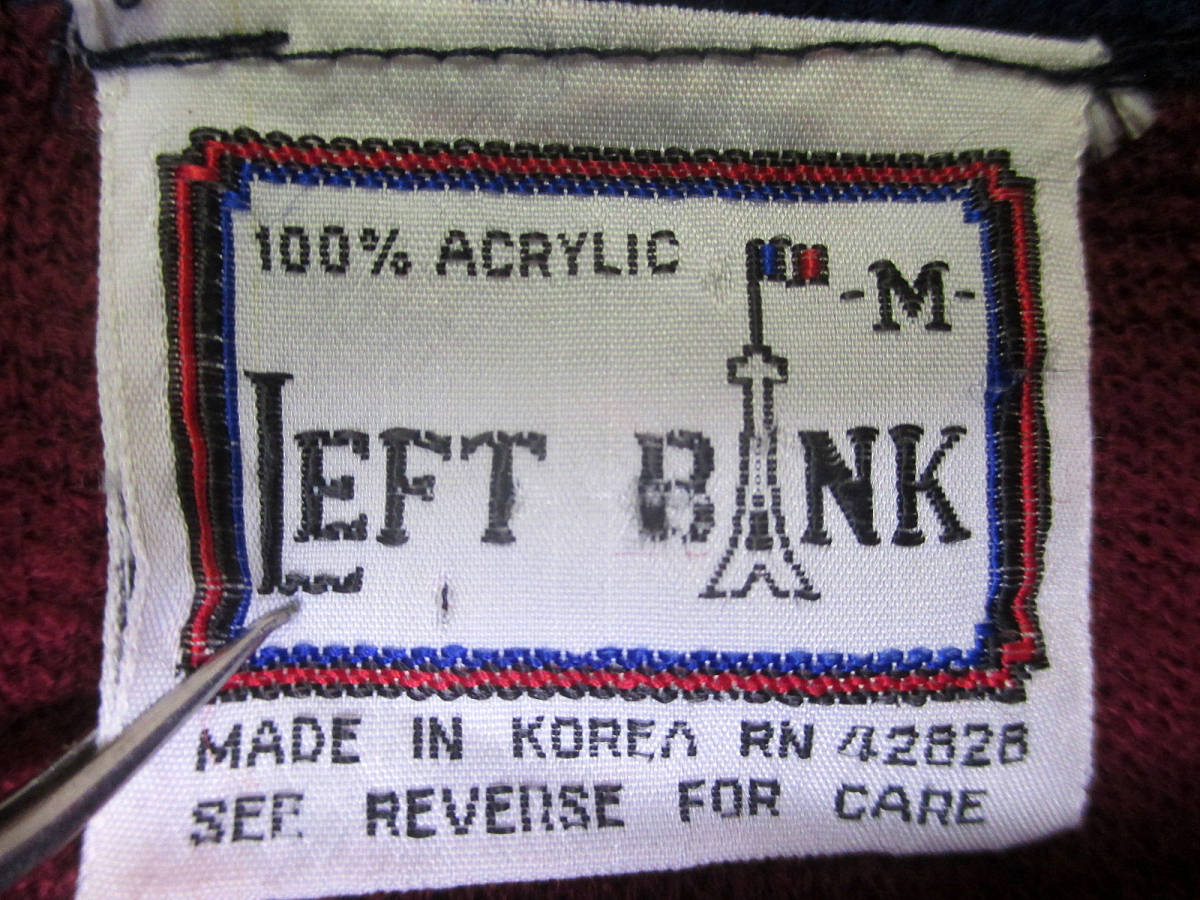 100% ACRYLIC
-M-
LEFT BANK
MADE IN KOREA RN 42828
SEE REVERSE FOR CARE